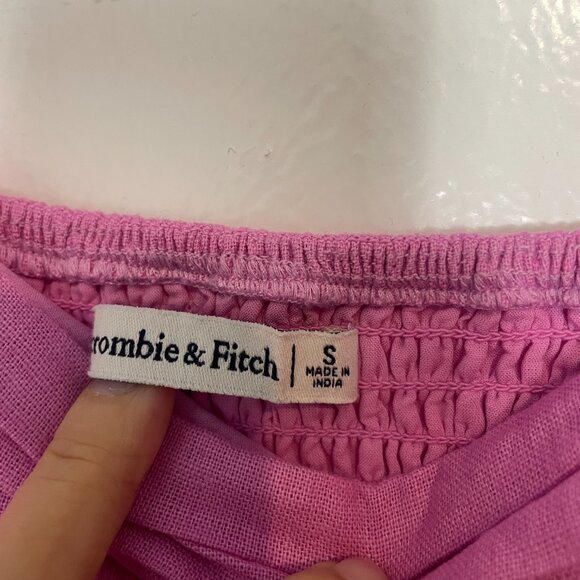 rombie & Fitch
S
MADE IN
INDIA